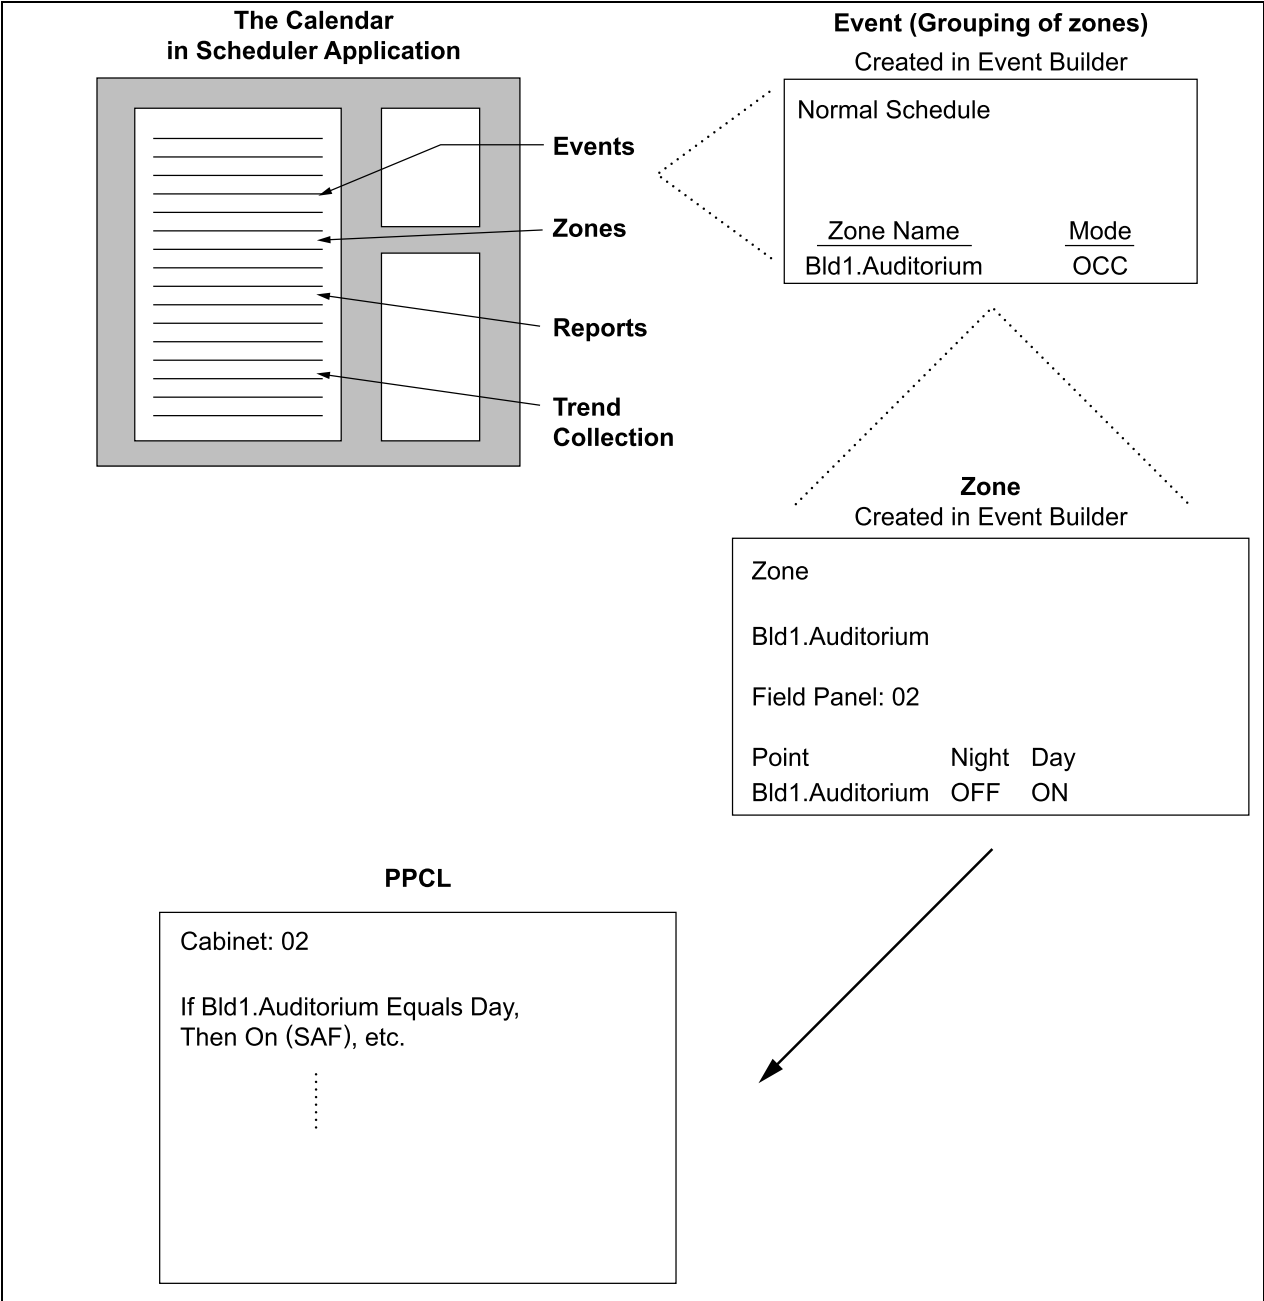 The Calendar
in Scheduler Application
Events
Zones
Reports
Trend
Collection
Event (Grouping of zones)
Created in Event Builder
Normal Schedule
Zone Name Mode
Bld1.Auditorium OCC
Zone
Created in Event Builder
Zone
Bld1.Auditorium
Field Panel: 02
Point Night Day
Bld1.Auditorium OFF ON
PPCL
Cabinet: 02
If Bld1.Auditorium Equals Day,
Then On (SAF), etc.